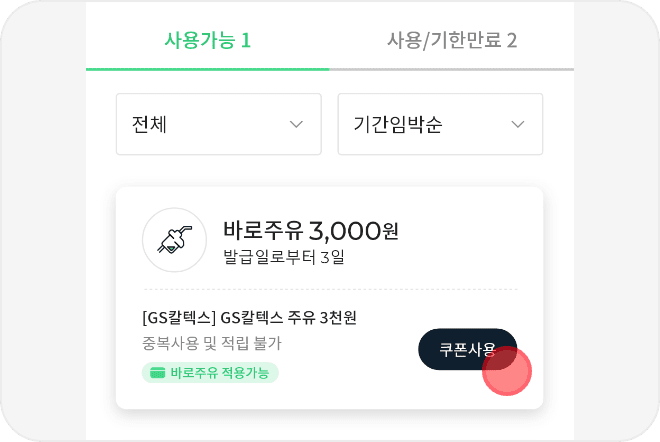 사용가능 1
사용/기한만료 2
전체
기간임박순
바로주유 3,000원
발급일로부터 3일
[GS칼텍스] GS칼텍스 주유 3천원
중복사용 및 적립 불가
쿠폰사용
바로주유 적용가능